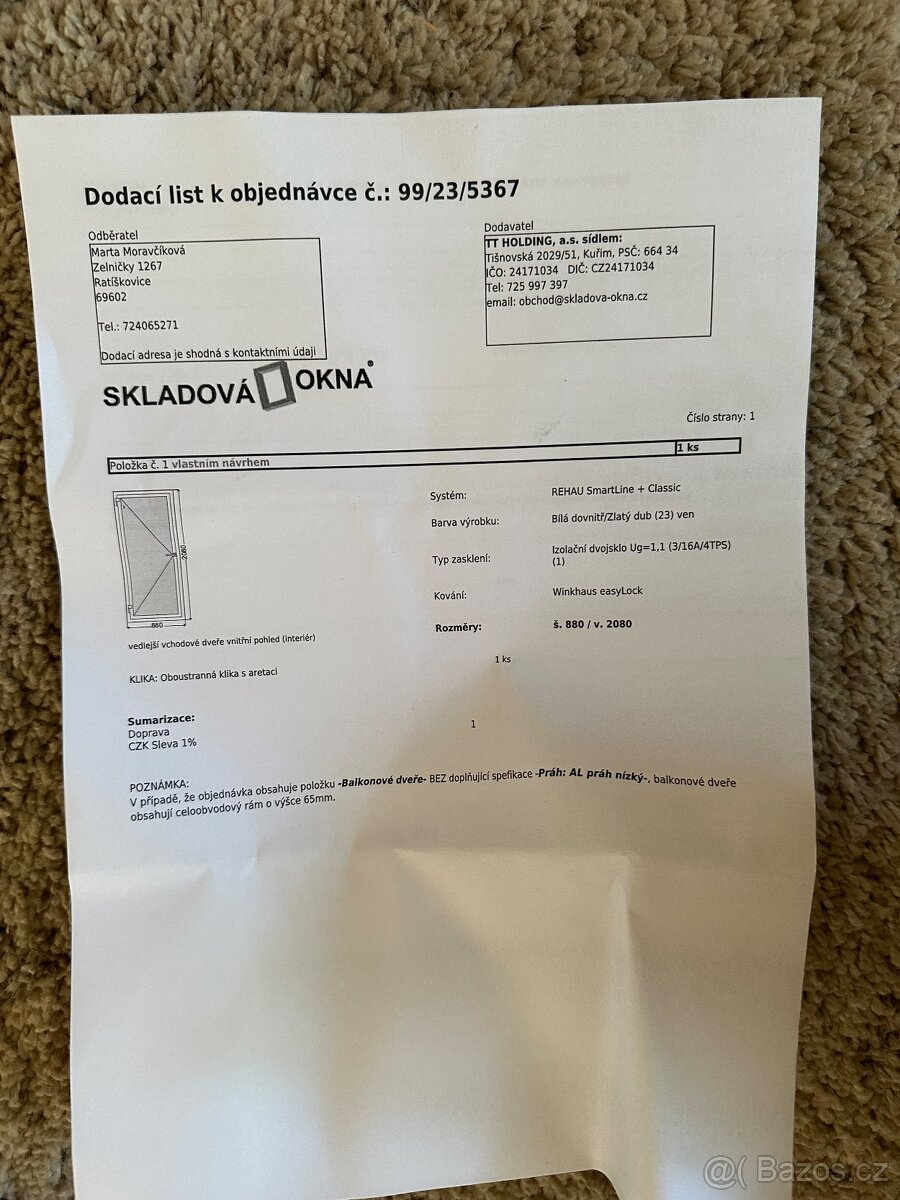 Dodací list k objednávce č.: 99/23/5367
Odběratel
Marta Moravčíková
Zelničky 1267
Ratíškovice
69602
Tel.: 724065271
Dodací adresa je shodná s kontaktními údaji
Dodavatel
TT HOLDING, a.s. sídlem:
Tišnovská 2029/51, Kuřim, PSČ: 664 34
IČO: 24171034 DIČ: CZ24171034
Tel: 725 997 397
email: obchod@skladova-okna.cz
SKLADOVÁ OKNA®
Číslo strany: 1
Položka č. 1 vlastním návrhem 1 ks
2080
880
vedlejší vchodové dveře vnitřní pohled (interiér)
Systém: REHAU SmartLine + Classic
Barva výrobku: Bílá dovnitř/Zlatý dub (23) ven
Typ zasklení: Izolační dvojsklo Ug=1,1 (3/16A/4TPS)
(1)
Kování: Winkhaus easyLock
Rozměry: š. 880 / v. 2080
KLIKA: Oboustranná klika s aretaci 1 ks
Sumarizace:
Doprava 1
CZK Sleva 1%
POZNÁMKA:
V případě, že objednávka obsahuje položku -Balkonové dveře- BEZ doplňující spefikace -Práh: AL práh nízký-, balkonové dveře
obsahují celoobvodový rám o výšce 65mm.
@( Bazos.cz